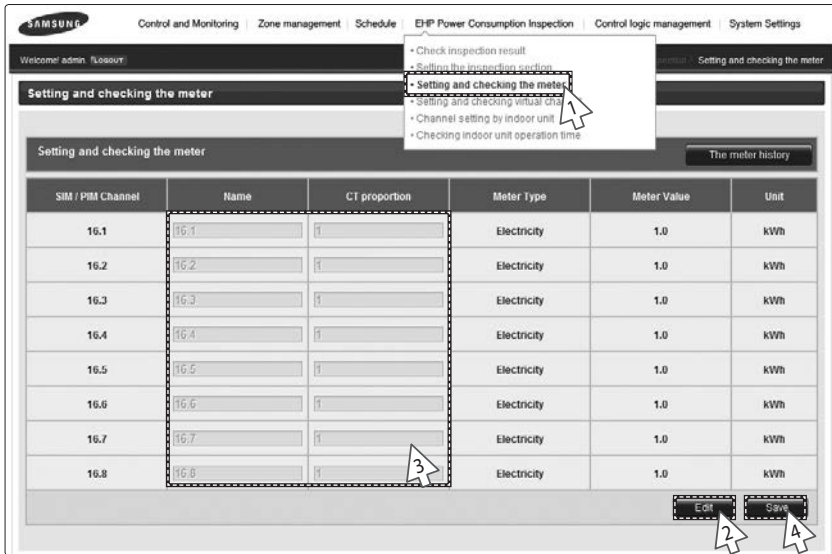 SAMSUNG Control and Monitoring Zone management Schedule EHP Power Consumption Inspection Control logic management System Settings
Welcome! admin LOGOUT
Setting and checking the meter
• Check inspection result
• Setting the inspection section
• Setting and checking the meter
• Setting and checking virtual
• Channel setting by indoor unit
• Checking indoor unit operation time
1
Setting and checking the meter
Setting and checking the meter
The meter history
SIM / PIM Channel Name CT proportion Meter Type Meter Value Unit
16.1 16.1 1 Electricity 1.0 kWh
16.2 16.2 1 Electricity 1.0 kWh
16.3 16.3 1 Electricity 1.0 kWh
16.4 16.4 1 Electricity 1.0 kWh
16.5 16.5 1 Electricity 1.0 kWh
16.6 16.6 1 Electricity 1.0 kWh
16.7 16.7 1 Electricity 1.0 kWh
16.8 16.8 1 Electricity 1.0 kWh
3
Edit Save
2 4